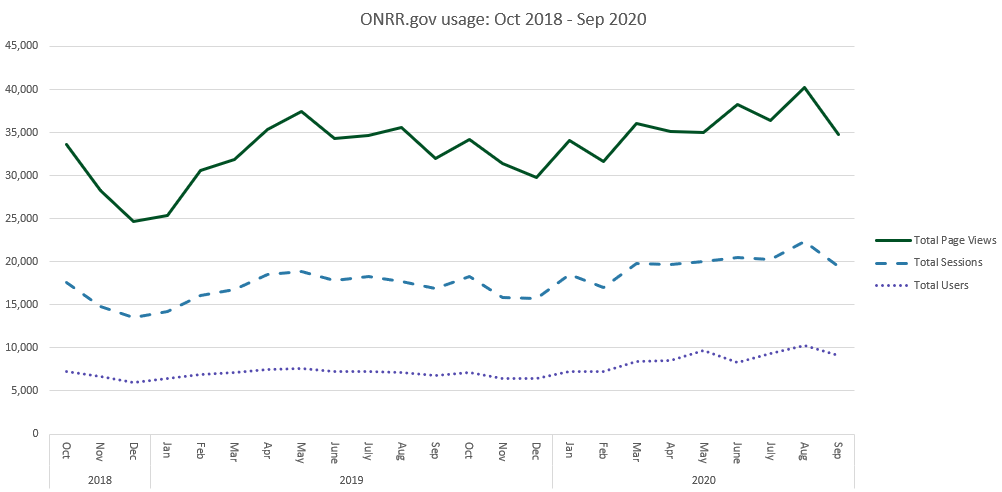 ONRR.gov usage: Oct 2018 - Sep 2020
45,000
40,000
35,000
30,000
25,000
20,000
15,000
10,000
5,000
0
Total Page Views
Total Sessions
Total Users
Oct Nov Dec Jan Feb Mar Apr May June July Aug Sep Oct Nov Dec Jan Feb Mar Apr May June July Aug Sep
2018 2019 2020